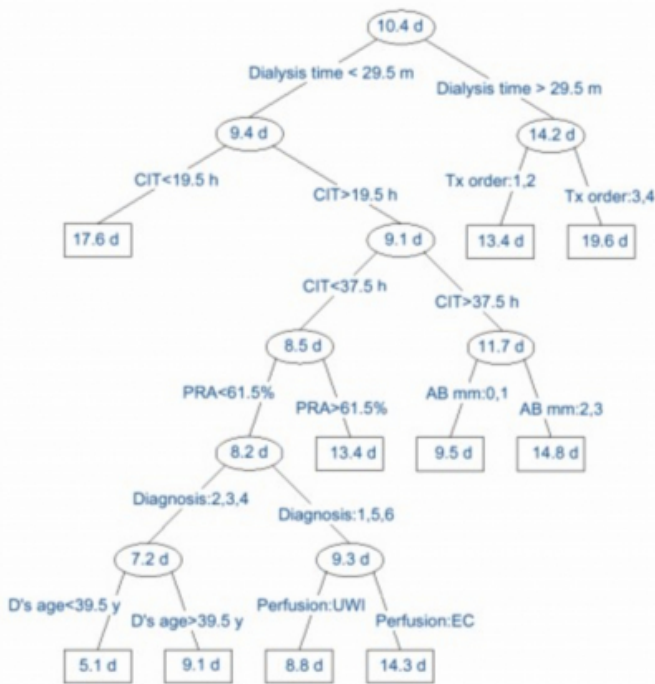 10.4 d
Dialysis time < 29.5 m
Dialysis time > 29.5 m
9.4 d
14.2 d
CIT<19.5 h
CIT>19.5 h
Tx order:1,2
Tx order:3,4
17.6 d
9.1 d
13.4 d
19.6 d
CIT<37.5 h
CIT>37.5 h
8.5 d
11.7 d
PRA<61.5%
PRA>61.5%
AB mm:0,1
AB mm:2,3
8.2 d
13.4 d
9.5 d
14.8 d
Diagnosis:2,3,4
Diagnosis:1,5,6
7.2 d
9.3 d
D's age<39.5 y
D's age>39.5 y
Perfusion:UWI
Perfusion:EC
5.1 d
9.1 d
8.8 d
14.3 d